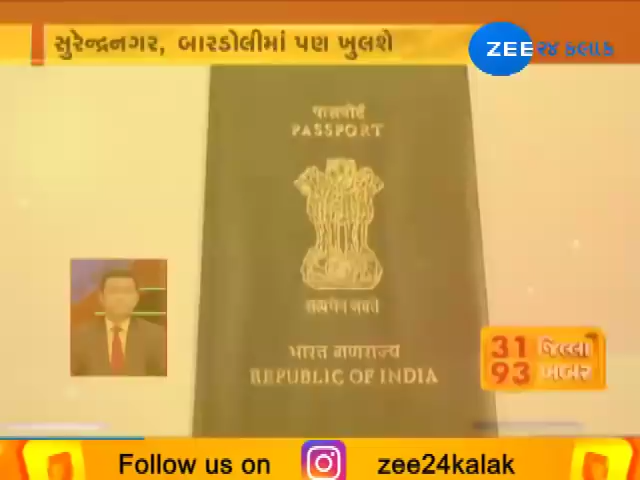 સુરેન્દ્રનગર, બારડોલીમાં પણ ખુલશે
ZEE ૨૪ કલાક
पासपोर्ट
PASSPORT
सत्यमेव जयते
भारत गणराज्य
REPUBLIC OF INDIA
31 જિલ્લા
93 ખબર
Follow us on
zee24kalak